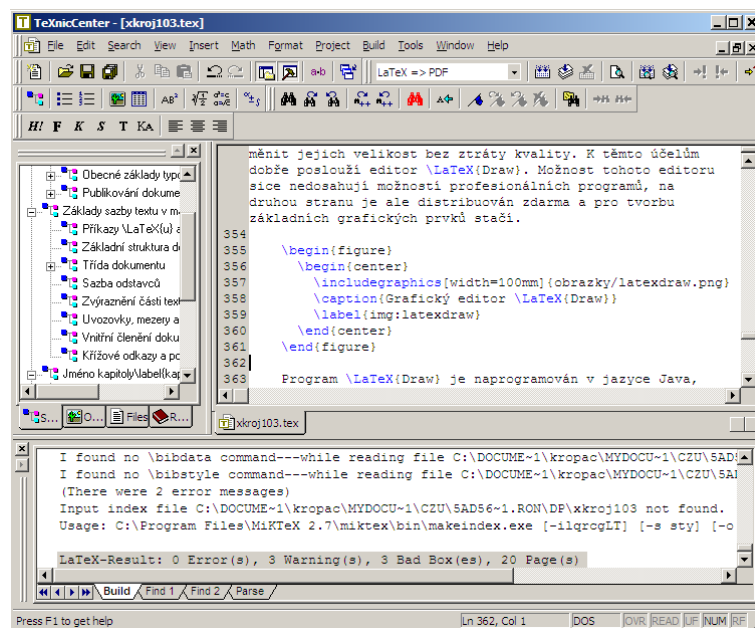 TeXnicCenter - [xkroj103.tex]
File Edit Search View Insert Math Format Project Build Tools Window Help
LaTeX => PDF
H! F K S T KA
Obecné základy typo
Publikování dokume
Základy sazby textu v ma
Příkazy \LaTeX{u} a
Základní struktura do
Třída dokumentu
Sazba odstavců
Zvýraznění části text
Uvozovky, mezery a
Vnitřní členění doku
Křížové odkazy a po
Jméno kapitoly\label{kap
S... O... Files R...
měnit jejich velikost bez ztráty kvality. K těmto účelům
dobře poslouží editor \LaTeX{Draw}. Možnost tohoto editoru
sice nedosahují možností profesionálních programů, na
druhou stranu je ale distribuován zdarma a pro tvorbu
základních grafických prvků stačí.
354
355 \begin{figure}
356 \begin{center}
357 \includegraphics[width=100mm]{obrazky/latexdraw.png}
358 \caption{Grafický editor \LaTeX{Draw}}
359 \label{img:latexdraw}
360 \end{center}
361 \end{figure}
362
363 Program \LaTeX{Draw} je naprogramován v jazyce Java,
xkroj103.tex
I found no \bibdata command---while reading file C:\DOCUME~1\kropac\MYDOCU~1\CZU\5AD5
I found no \bibstyle command---while reading file C:\DOCUME~1\kropac\MYDOCU~1\CZU\5A
(There were 2 error messages)
Input index file C:\DOCUME~1\kropac\MYDOCU~1\CZU\5AD56~1.RON\DP\xkroj103 not found.
Usage: C:\Program Files\MiKTeX 2.7\miktex\bin\makeindex.exe [-ilqrcgLT] [-s sty] [-o
LaTeX-Result: 0 Error(s), 3 Warning(s), 3 Bad Box(es), 20 Page(s)
Build Find 1 Find 2 Parse
Press F1 to get help Ln 362, Col 1 DOS OVR READ UF NUM RF